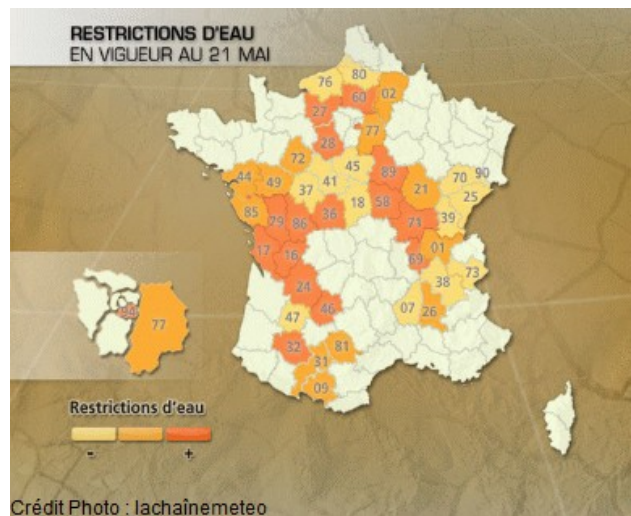 RESTRICTIONS D'EAU
EN VIGUEUR AU 21 MAI
76 80 02
27 60
77
28
72 45 89
44 49 41 21 70 90
37 58 25
85 79 86 36 18 71 39
17 16 69 01
24 38 73
46 07 26
47
32 81
31
09
94 77
Restrictions d'eau
- +
Crédit Photo : lachaînemeteo